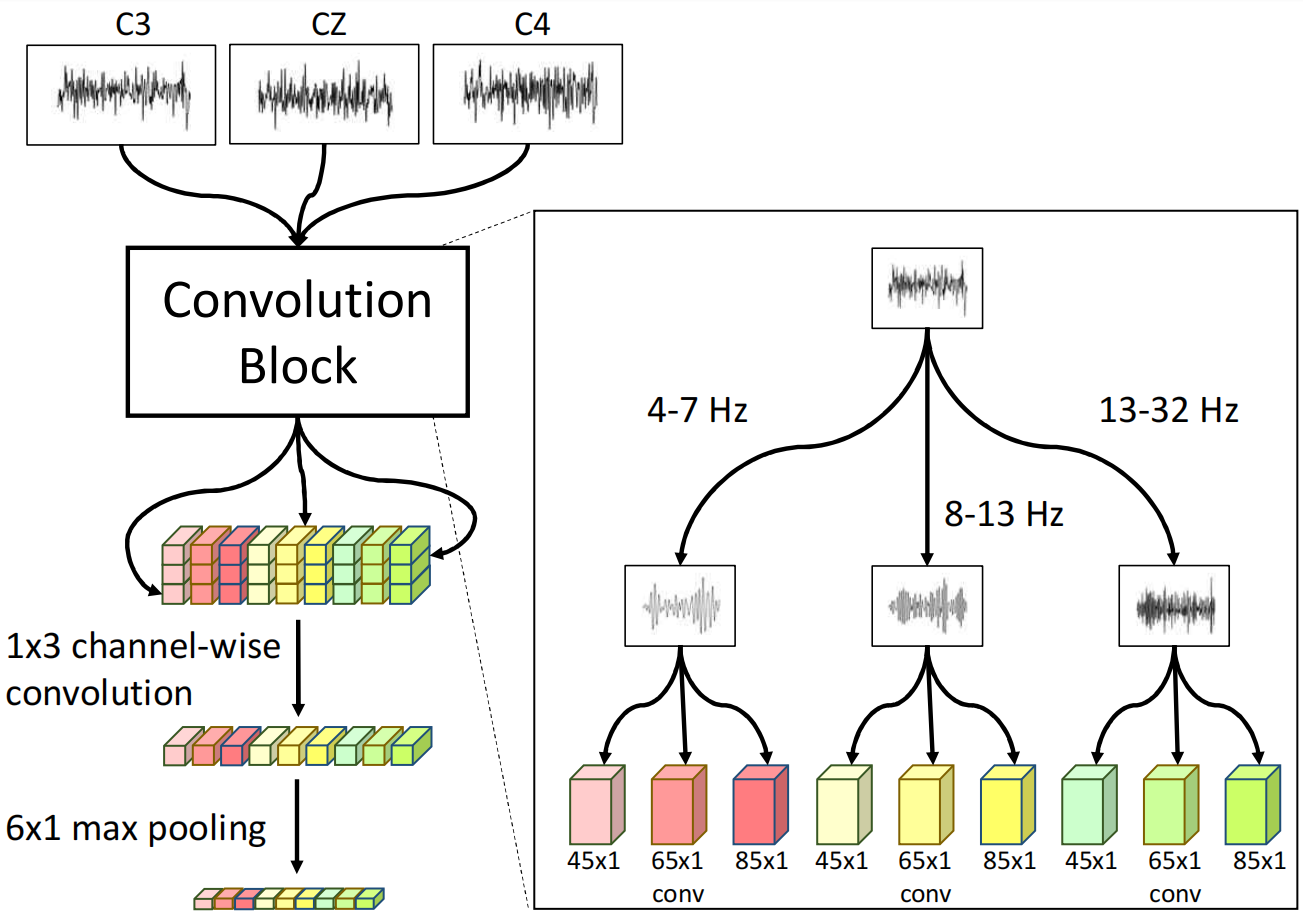 C3 CZ C4
Convolution
Block
4-7 Hz
13-32 Hz
8-13 Hz
1x3 channel-wise
convolution
6x1 max pooling
45x1 65x1 85x1 45x1 65x1 85x1 45x1 65x1 85x1
conv conv conv